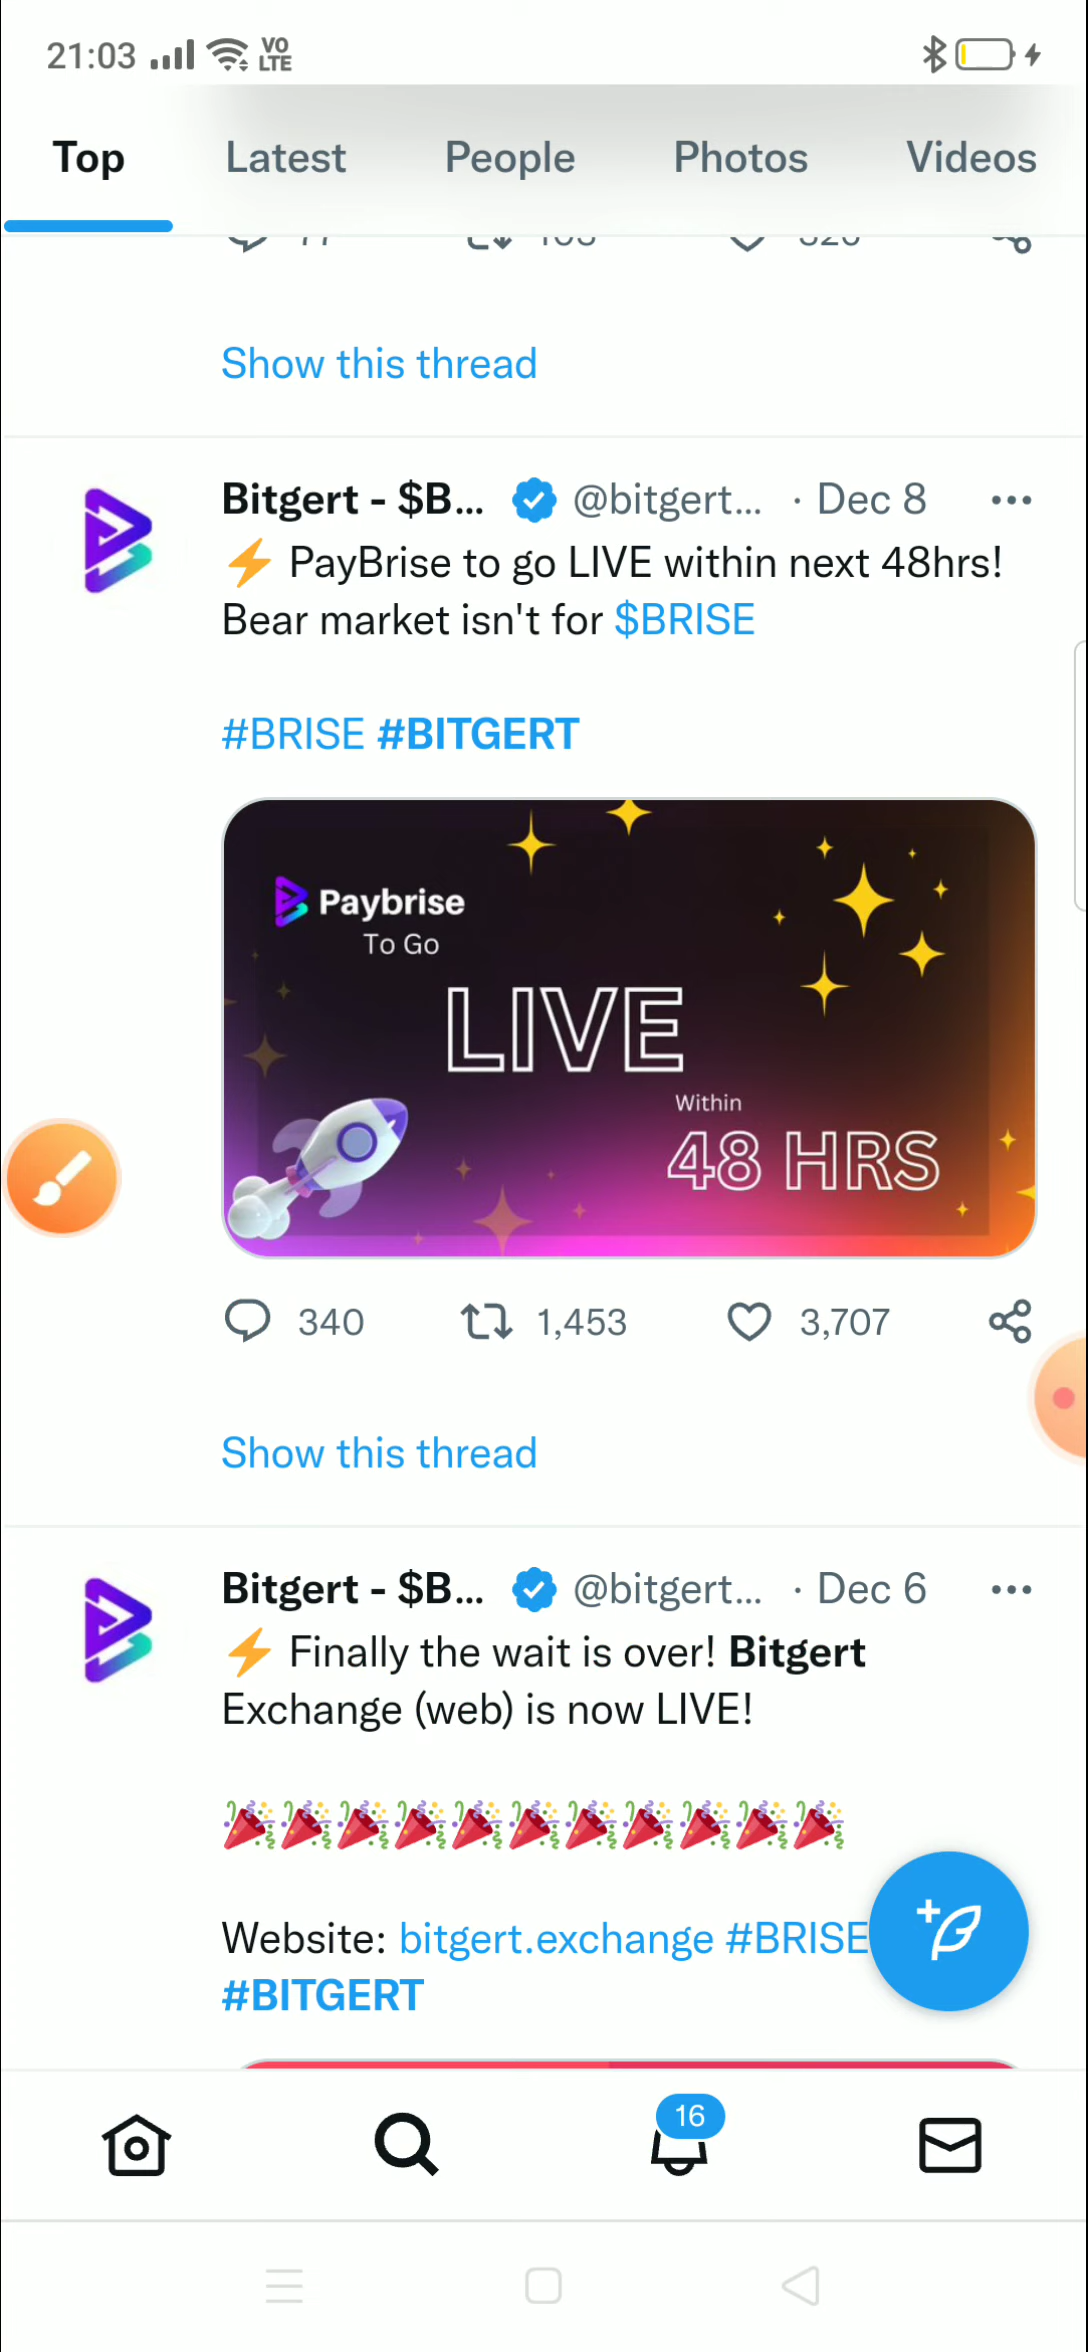 21:03 VO LTE
Top Latest People Photos Videos
Show this thread
Bitgert - $B... @bitgert... · Dec 8
⚡ PayBrise to go LIVE within next 48hrs!
Bear market isn't for $BRISE
#BRISE #BITGERT
Paybrise
To Go
LIVE
Within
48 HRS
340 1,453 3,707
Show this thread
Bitgert - $B... @bitgert... · Dec 6
⚡ Finally the wait is over! Bitgert
Exchange (web) is now LIVE!
🎉🎉🎉🎉🎉🎉🎉🎉🎉🎉🎉
Website: bitgert.exchange #BRISE
#BITGERT
16